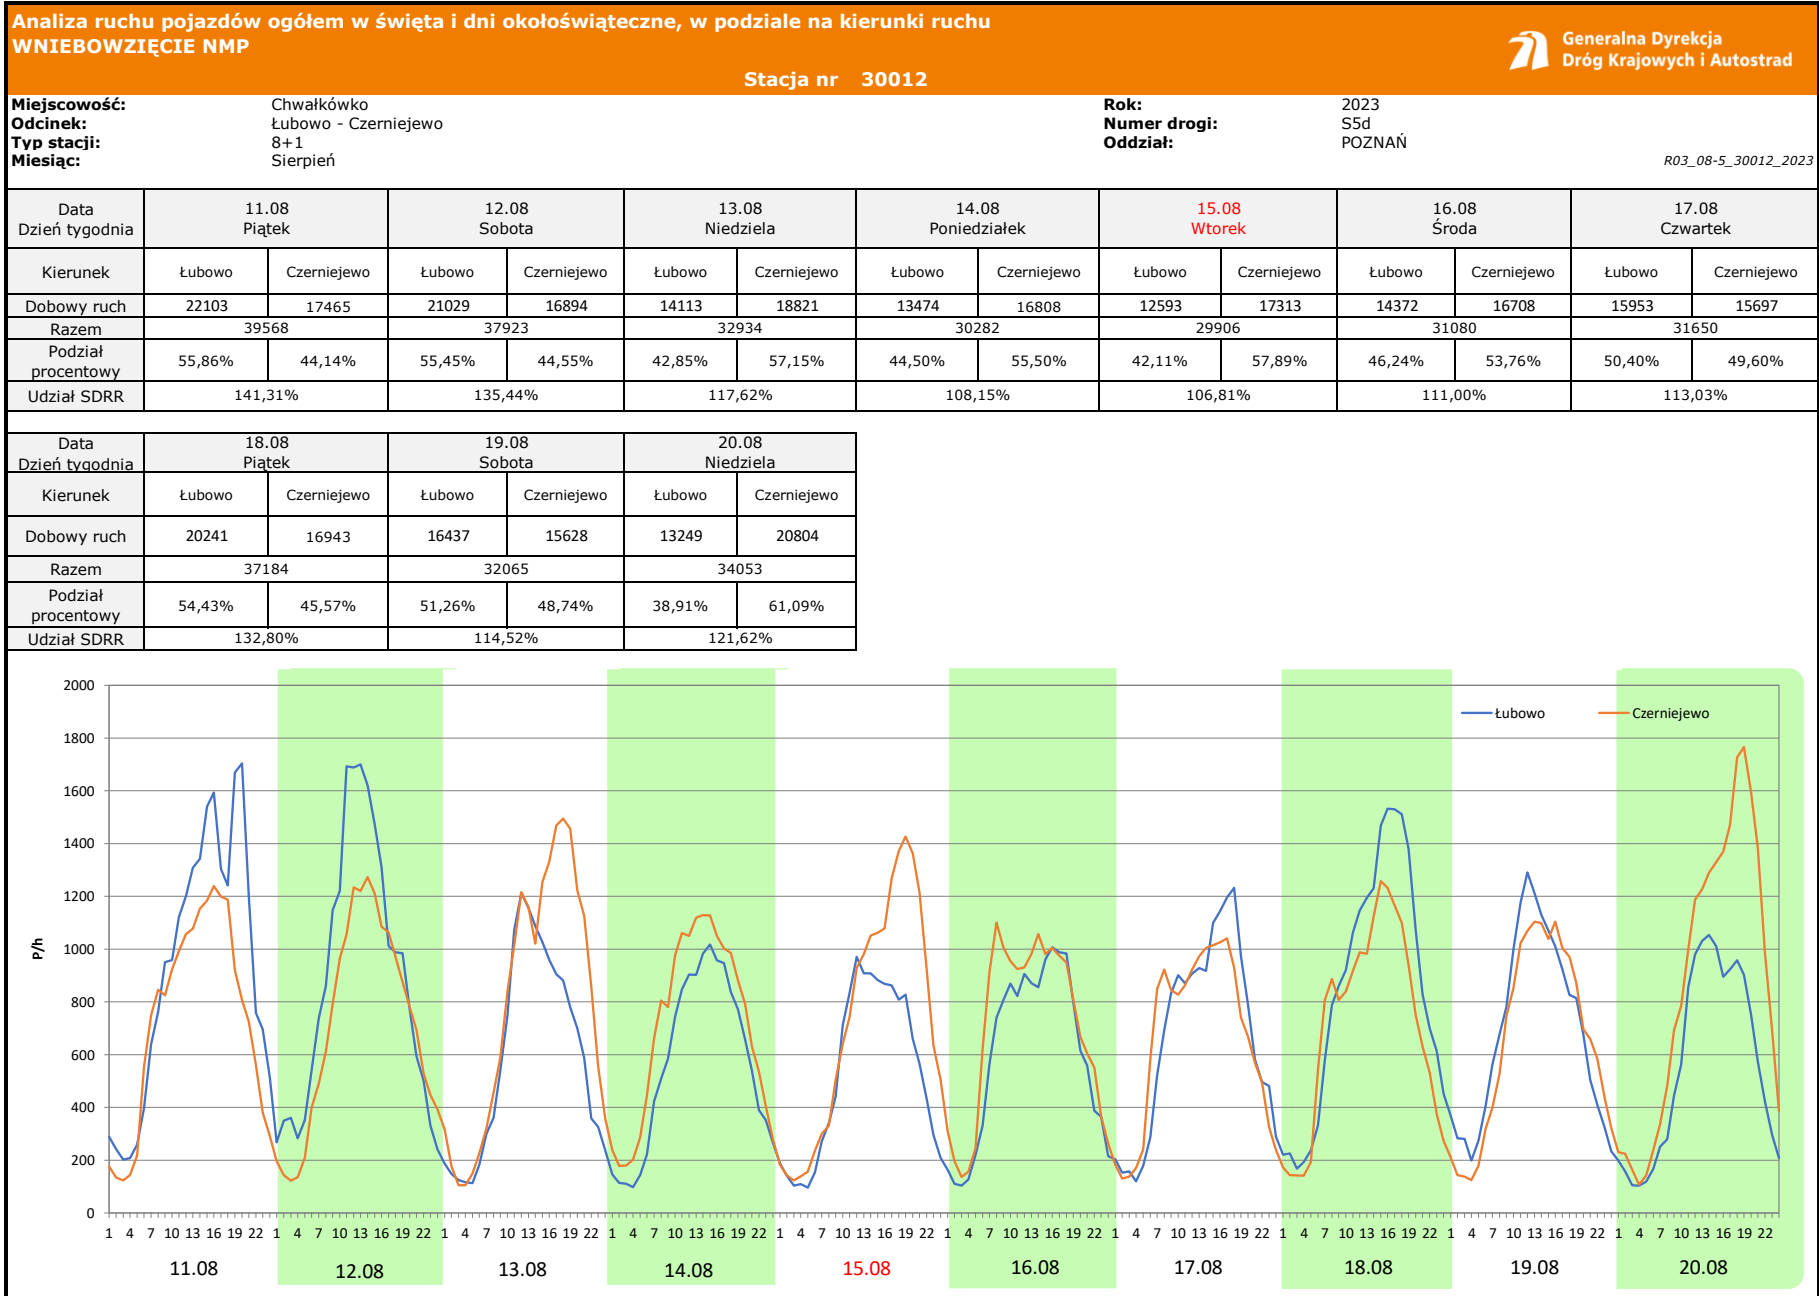 Analiza ruchu pojazdów ogółem w święta i dni okołoświąteczne, w podziale na kierunki ruchu
WNIEBOWZIĘCIE NMP
Generalna Dyrekcja
Dróg Krajowych i Autostrad
Stacja nr 30012
Miejscowość: Chwałkówko Rok: 2023
Odcinek: Łubowo - Czerniejewo Numer drogi: S5d
Typ stacji: 8+1 Oddział: POZNAŃ
Miesiąc: Sierpień R03_08-5_30012_2023
Data 11.08 12.08 13.08 14.08 15.08 16.08 17.08
Dzień tygodnia Piątek Sobota Niedziela Poniedziałek Wtorek Środa Czwartek
Kierunek Łubowo Czerniejewo Łubowo Czerniejewo Łubowo Czerniejewo Łubowo Czerniejewo Łubowo Czerniejewo Łubowo Czerniejewo Łubowo Czerniejewo
Dobowy ruch 22103 17465 21029 16894 14113 18821 13474 16808 12593 17313 14372 16708 15953 15697
Razem 39568 37923 32934 30282 29906 31080 31650
Podział
procentowy 55,86% 44,14% 55,45% 44,55% 42,85% 57,15% 44,50% 55,50% 42,11% 57,89% 46,24% 53,76% 50,40% 49,60%
Udział SDRR 141,31% 135,44% 117,62% 108,15% 106,81% 111,00% 113,03%
Data 18.08 19.08 20.08
Dzień tygodnia Piątek Sobota Niedziela
Kierunek Łubowo Czerniejewo Łubowo Czerniejewo Łubowo Czerniejewo
Dobowy ruch 20241 16943 16437 15628 13249 20804
Razem 37184 32065 34053
Podział
procentowy 54,43% 45,57% 51,26% 48,74% 38,91% 61,09%
Udział SDRR 132,80% 114,52% 121,62%
2000
Łubowo Czerniejewo
1800
1600
1400
1200
1000
P/h
800
600
400
200
0
1 4 7 10 13 16 19 22 1 4 7 10 13 16 19 22 1 4 7 10 13 16 19 22 1 4 7 10 13 16 19 22 1 4 7 10 13 16 19 22 1 4 7 10 13 16 19 22 1 4 7 10 13 16 19 22 1 4 7 10 13 16 19 22 1 4 7 10 13 16 19 22 1 4 7 10 13 16 19 22
11.08 12.08 13.08 14.08 15.08 16.08 17.08 18.08 19.08 20.08